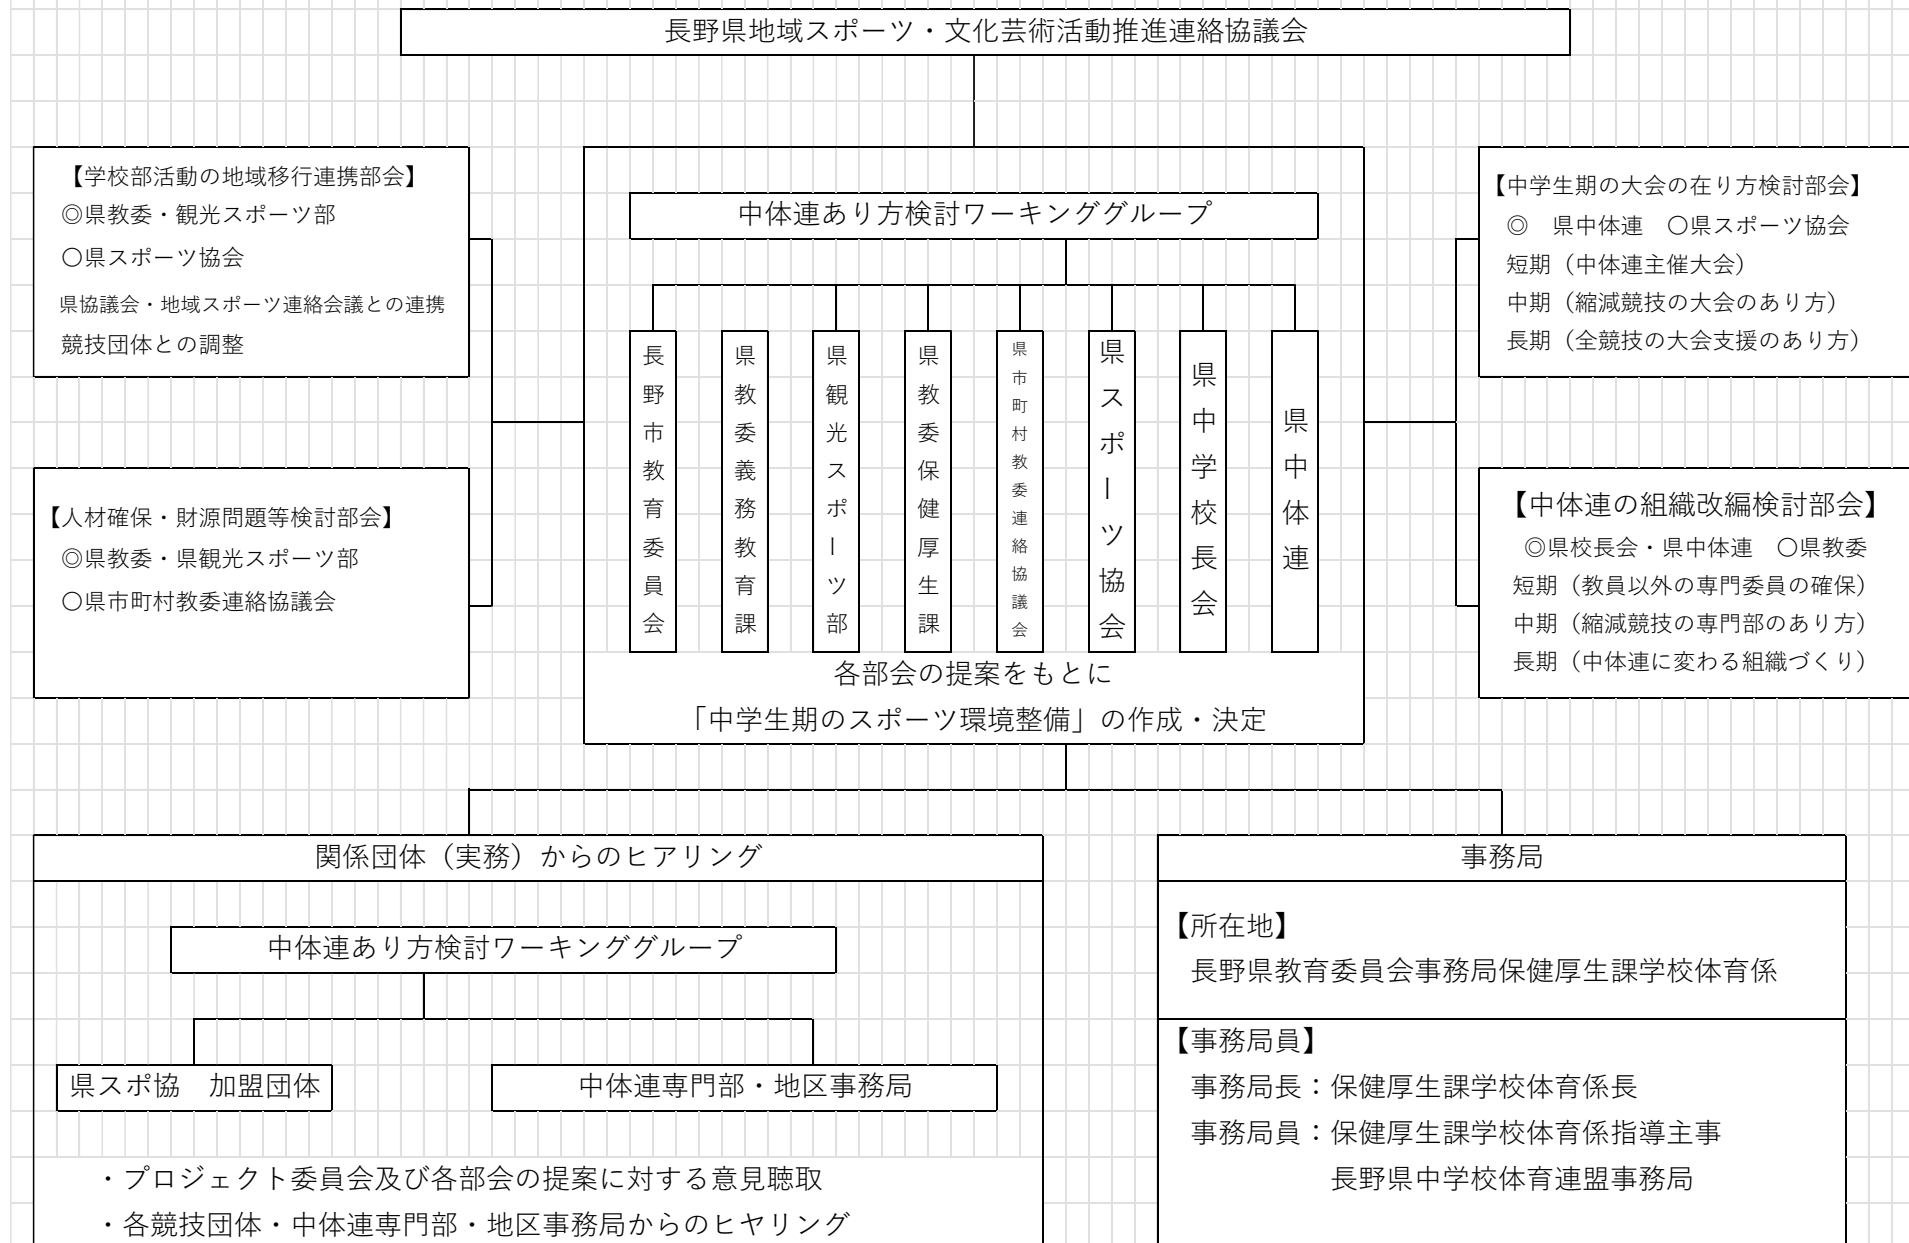 長野県地域スポーツ・文化芸術活動推進連絡協議会
【学校部活動の地域移行連携部会】
◎県教委・観光スポーツ部
〇県スポーツ協会
県協議会・地域スポーツ連絡会議との連携
競技団体との調整
【人材確保・財源問題等検討部会】
◎県教委・県観光スポーツ部
〇県市町村教委連絡協議会
中体連あり方検討ワーキンググループ
長野市教育委員会
県教委義務教育課
県観光スポーツ部
県教委保健厚生課
県市町村教委連絡協議会
県スポーツ協会
県中学校長会
県中体連
各部会の提案をもとに
「中学生期のスポーツ環境整備」の作成・決定
【中学生期の大会の在り方検討部会】
◎　県中体連　〇県スポーツ協会
短期（中体連主催大会）
中期（縮減競技の大会のあり方）
長期（全競技の大会支援のあり方）
【中体連の組織改編検討部会】
◎県校長会・県中体連　〇県教委
短期（教員以外の専門委員の確保）
中期（縮減競技の専門部のあり方）
長期（中体連に変わる組織づくり）
関係団体（実務）からのヒアリング
中体連あり方検討ワーキンググループ
県スポ協　加盟団体
中体連専門部・地区事務局
・プロジェクト委員会及び各部会の提案に対する意見聴取
・各競技団体・中体連専門部・地区事務局からのヒヤリング
事務局
【所在地】
長野県教育委員会事務局保健厚生課学校体育係
【事務局員】
事務局長：保健厚生課学校体育係長
事務局員：保健厚生課学校体育係指導主事
長野県中学校体育連盟事務局